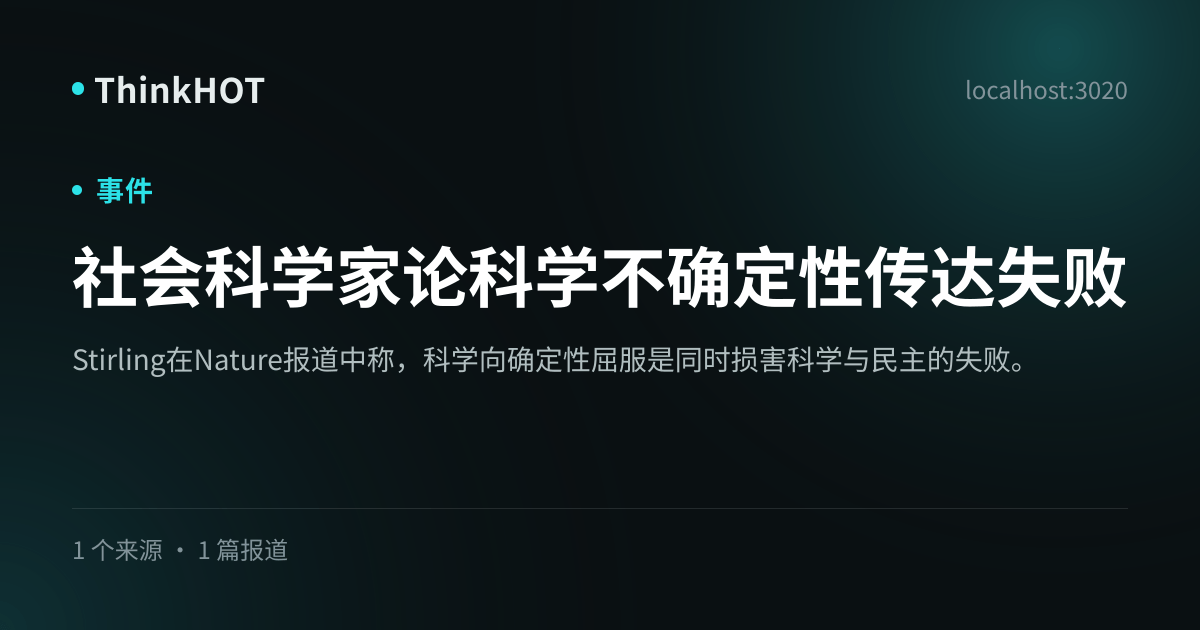 ThinkHOT
localhost:3020
事件
社会科学家论科学不确定性传达失败
Stirling在Nature报道中称，科学向确定性屈服是同时损害科学与民主的失败。
1 个来源 · 1 篇报道